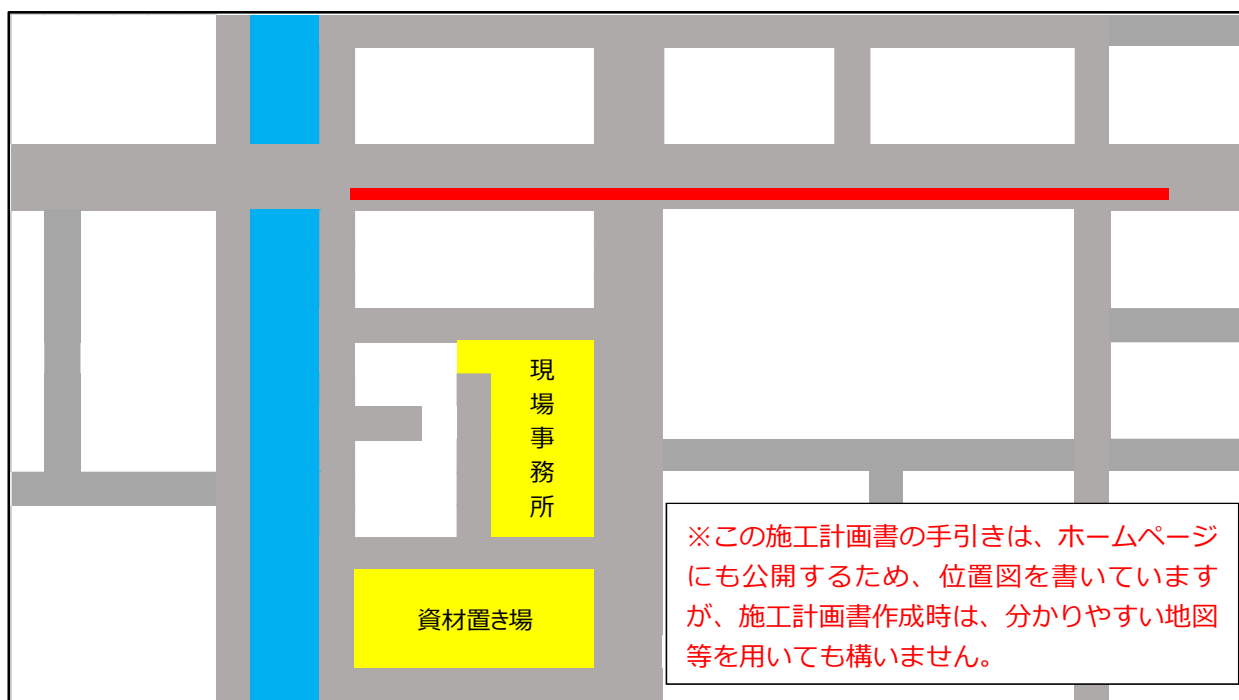 現場事務所
資材置き場
※この施工計画書の手引きは、ホームページ
にも公開するため、位置図を書いています
が、施工計画書作成時は、分かりやすい地図
等を用いても構いません。